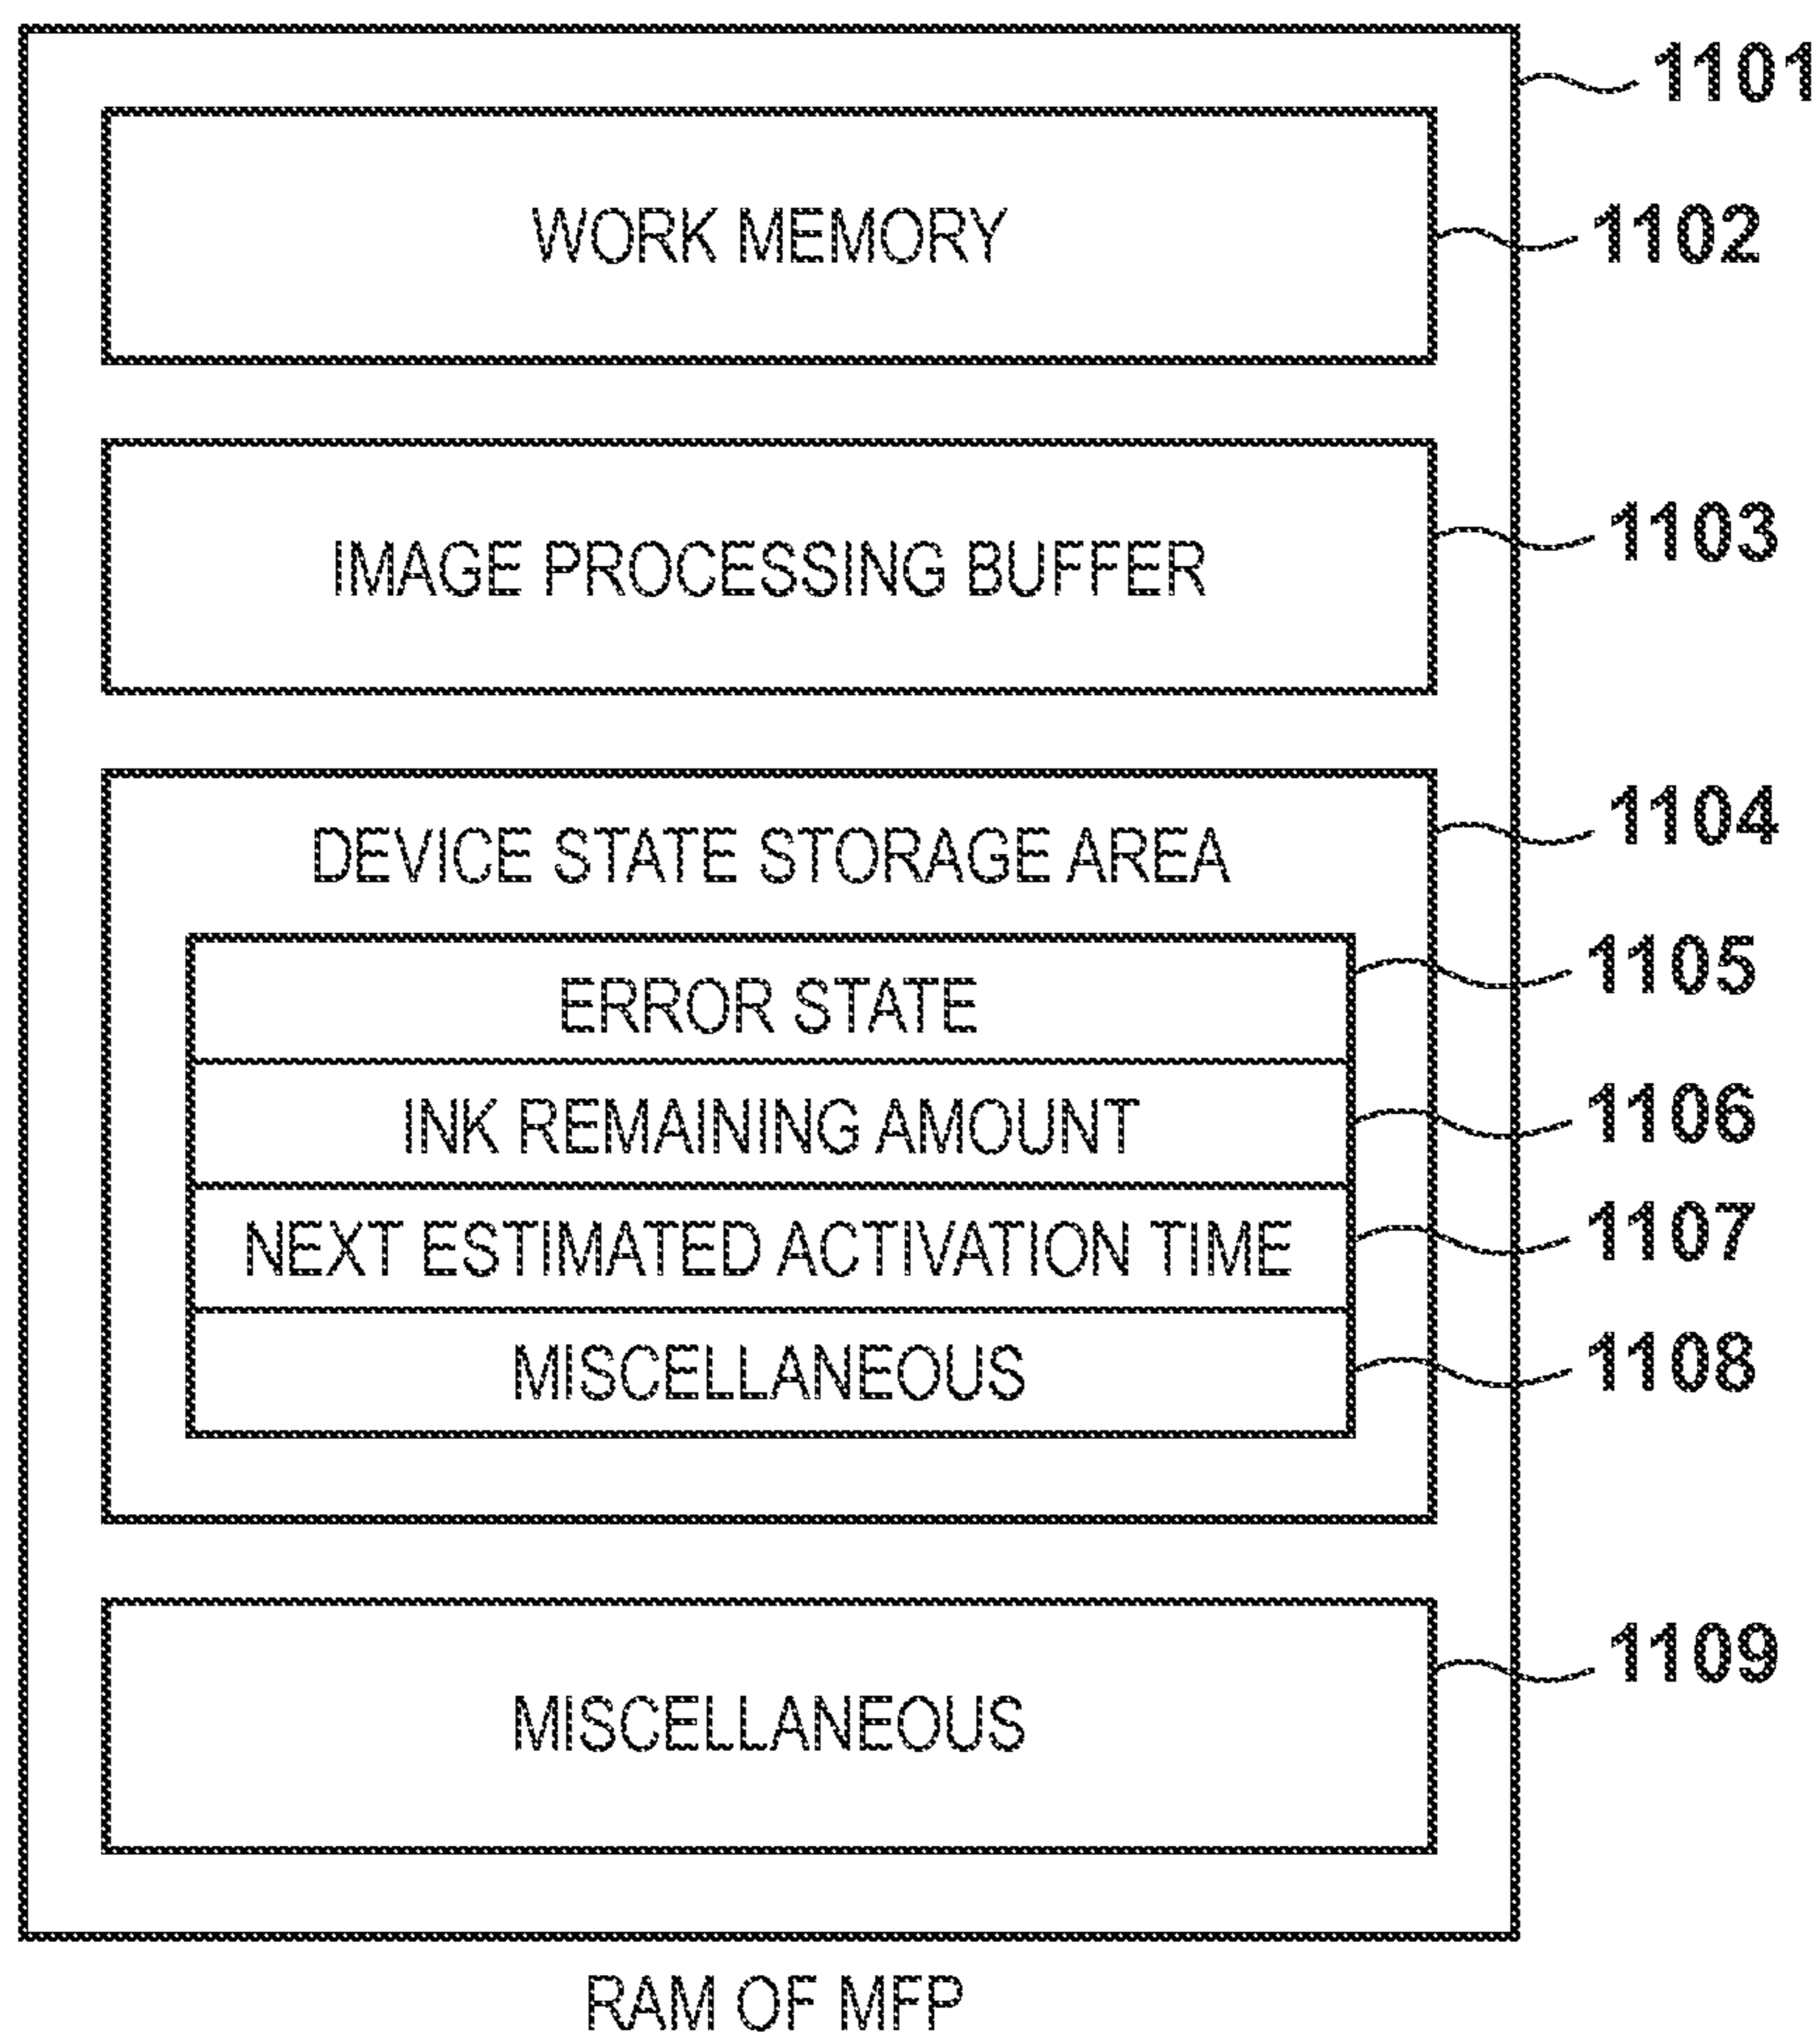 1101
WORK MEMORY 1102
IMAGE PROCESSING BUFFER 1103
DEVICE STATE STORAGE AREA 1104
ERROR STATE 1105
INK REMAINING AMOUNT 1106
NEXT ESTIMATED ACTIVATION TIME 1107
MISCELLANEOUS 1108
MISCELLANEOUS 1109
RAM OF MFP